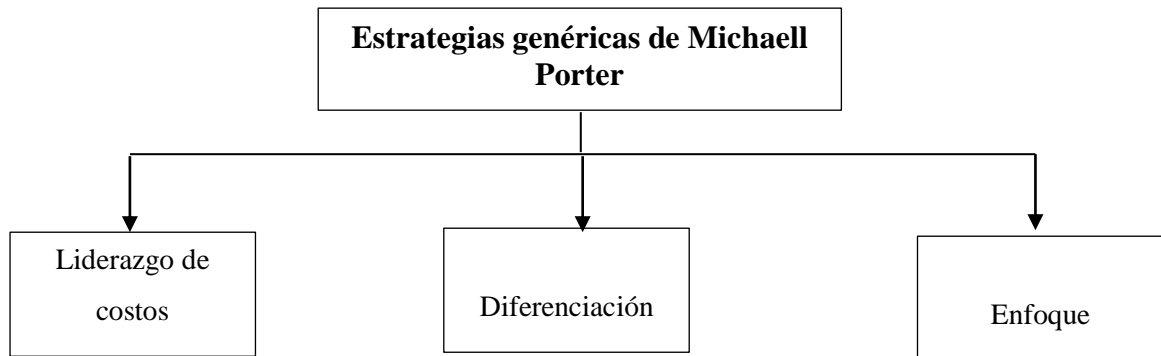 Estrategias genéricas de Michaell
Porter
Liderazgo de
costos
Diferenciación
Enfoque